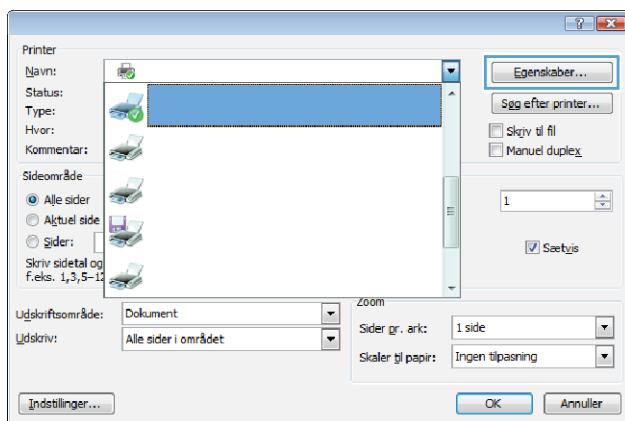 Printer
Navn:
Egenskaber...
Status:
Type:
Søg efter printer...
Hvor:
Skriv til fil
Kommentar:
Manuel duplex
Sideområde
Alle sider
1
Aktuel side
Sider:
Sætvis
Skriv sidetal og
f.eks. 1,3,5–12
Udskriftsområde: Dokument
Udskriv: Alle sider i området
Zoom
Sider pr. ark: 1 side
Skaler til papir: Ingen tilpasning
Indstillinger...
OK
Annuller